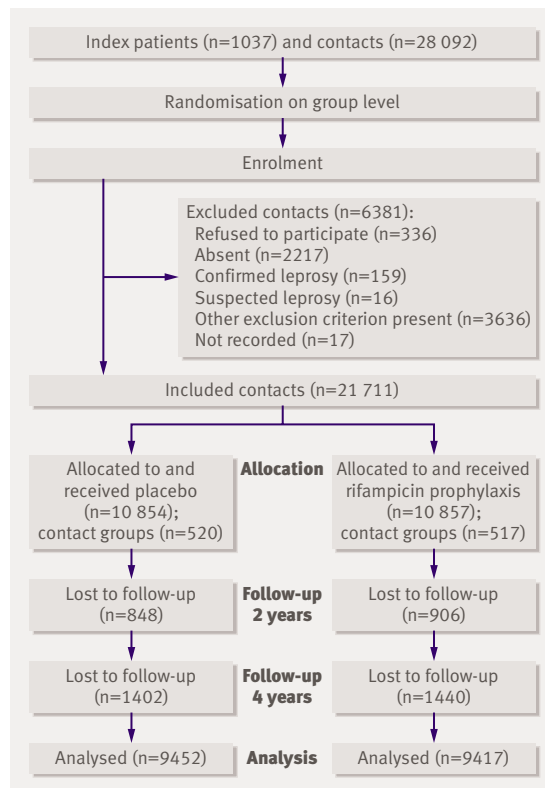 Index patients (n=1037) and contacts (n=28 092)
Randomisation on group level
Enrolment
Excluded contacts (n=6381):
Refused to participate (n=336)
Absent (n=2217)
Confirmed leprosy (n=159)
Suspected leprosy (n=16)
Other exclusion criterion present (n=3636)
Not recorded (n=17)
Included contacts (n=21 711)
Allocation
Allocated to and
received placebo
(n=10 854);
contact groups (n=520)
Allocated to and received
rifampicin prophylaxis
(n=10 857);
contact groups (n=517)
Lost to follow-up
(n=848)
Follow-up
2 years
Lost to follow-up
(n=906)
Lost to follow-up
(n=1402)
Follow-up
4 years
Lost to follow-up
(n=1440)
Analysed (n=9452)
Analysis
Analysed (n=9417)